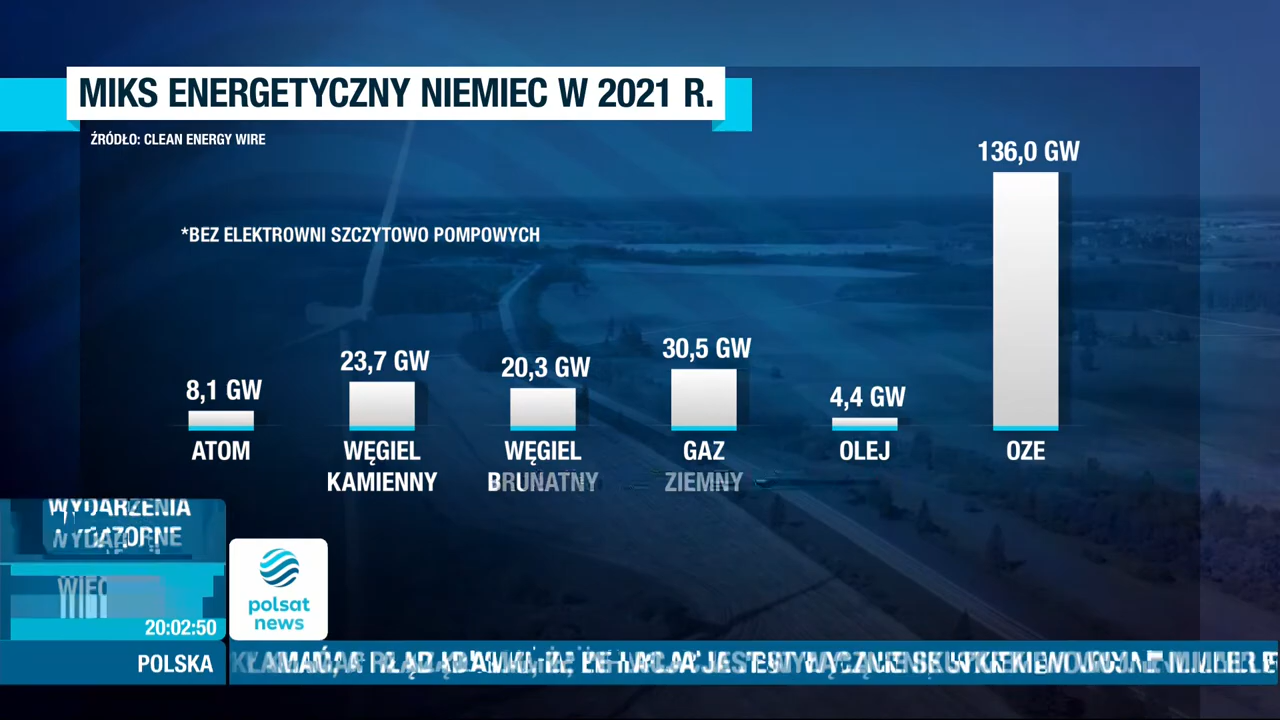 MIKS ENERGETYCZNY NIEMIEC W 2021 R.
ŹRÓDŁO: CLEAN ENERGY WIRE
136,0 GW
*BEZ ELEKTROWNI SZCZYTOWO POMPOWYCH
8,1 GW
23,7 GW
20,3 GW
30,5 GW
4,4 GW
ATOM
WĘGIEL
KAMIENNY
WĘGIEL
BRUNATNY
GAZ
ZIEMNY
OLEJ
OZE
WYDARZENIA
20:02:50
polsat
news
POLSKA